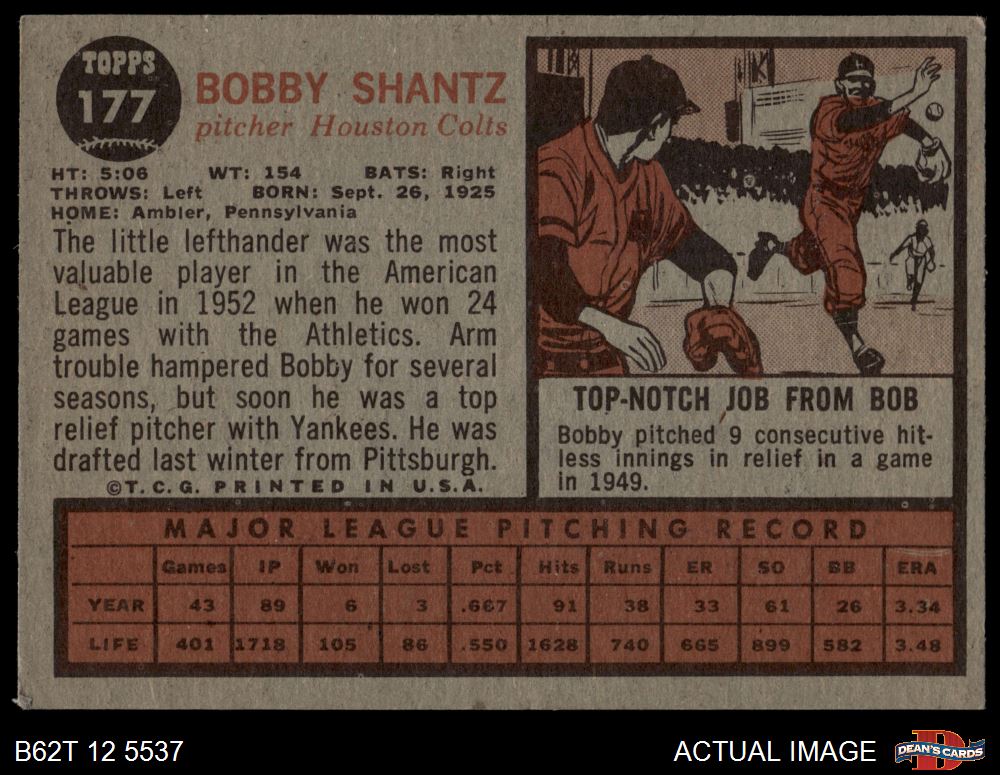 TOPPS
177
BOBBY SHANTZ
pitcher Houston Colts
HT: 5:06 WT: 154 BATS: Right
THROWS: Left BORN: Sept. 26, 1925
HOME: Ambler, Pennsylvania
The little lefthander was the most
valuable player in the American
League in 1952 when he won 24
games with the Athletics. Arm
trouble hampered Bobby for several
seasons, but soon he was a top
relief pitcher with Yankees. He was
drafted last winter from Pittsburgh.
©T.C.G. PRINTED IN U.S.A.
TOP-NOTCH JOB FROM BOB
Bobby pitched 9 consecutive hit-
less innings in relief in a game
in 1949.
MAJOR LEAGUE PITCHING RECORD
Games IP Won Lost Pct Hits Runs ER SO BB ERA
YEAR 43 89 6 3 .667 91 38 33 61 26 3.34
LIFE 401 1718 105 86 .550 1628 740 665 899 582 3.48
B62T 12 5537
ACTUAL IMAGE
D
DEAN'S CARDS